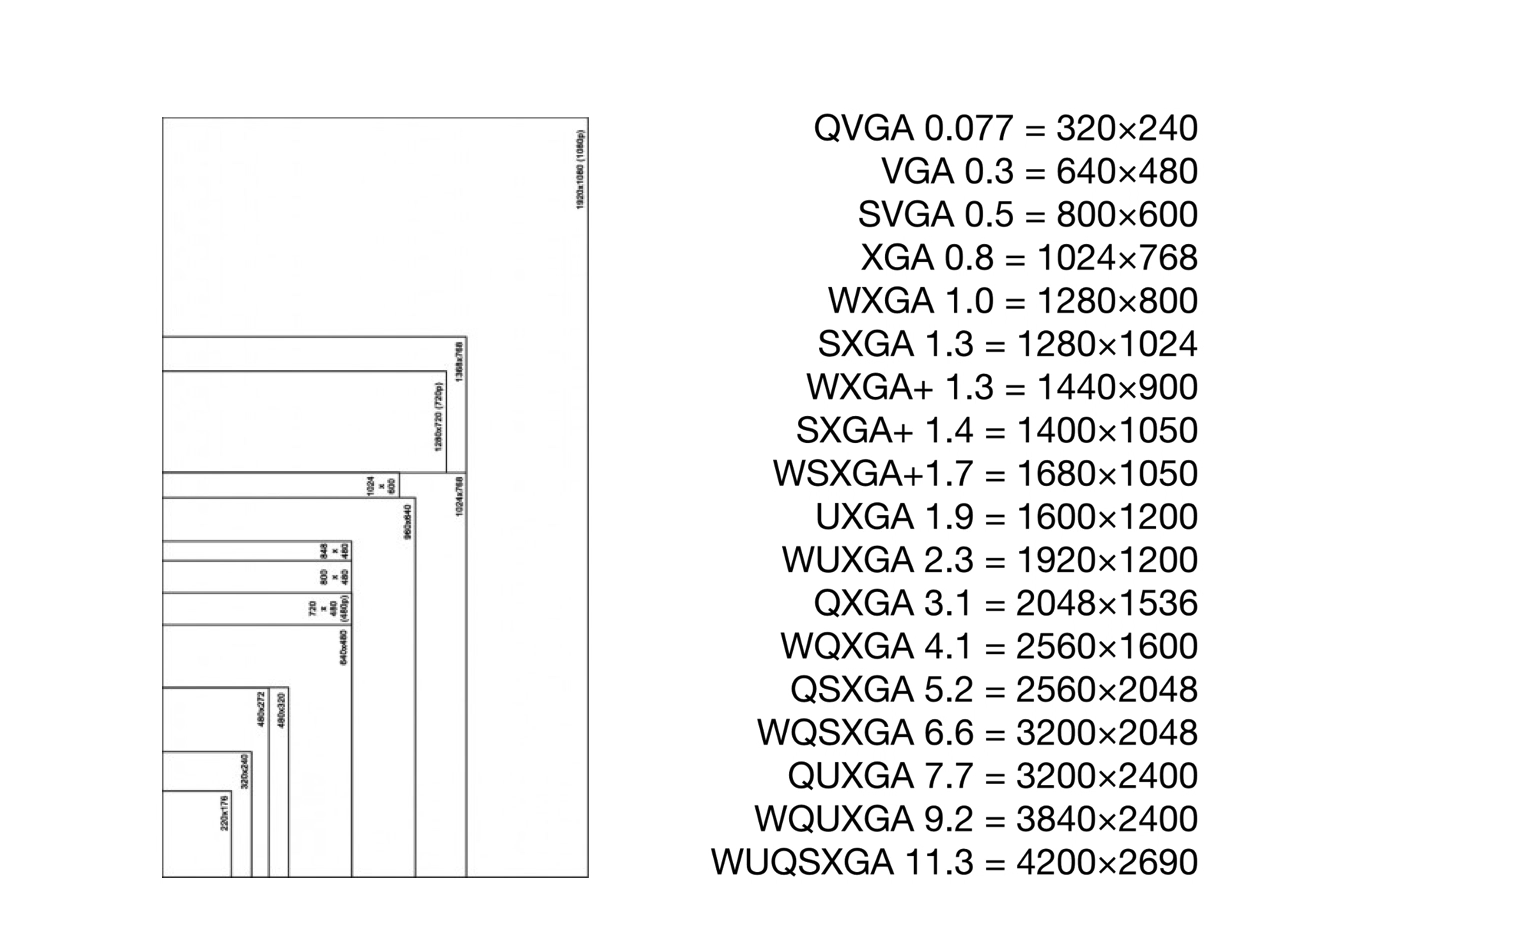 1920x1080 (1080p)
1368x768
1280x720 (720p)
1024
x
600
1024x768
960x640
848
x
480
800
x
480
720
x
480
(480p)
640x480
480x272
480x320
320x240
220x176
QVGA 0.077 = 320×240
VGA 0.3 = 640×480
SVGA 0.5 = 800×600
XGA 0.8 = 1024×768
WXGA 1.0 = 1280×800
SXGA 1.3 = 1280×1024
WXGA+ 1.3 = 1440×900
SXGA+ 1.4 = 1400×1050
WSXGA+1.7 = 1680×1050
UXGA 1.9 = 1600×1200
WUXGA 2.3 = 1920×1200
QXGA 3.1 = 2048×1536
WQXGA 4.1 = 2560×1600
QSXGA 5.2 = 2560×2048
WQSXGA 6.6 = 3200×2048
QUXGA 7.7 = 3200×2400
WQUXGA 9.2 = 3840×2400
WUQSXGA 11.3 = 4200×2690